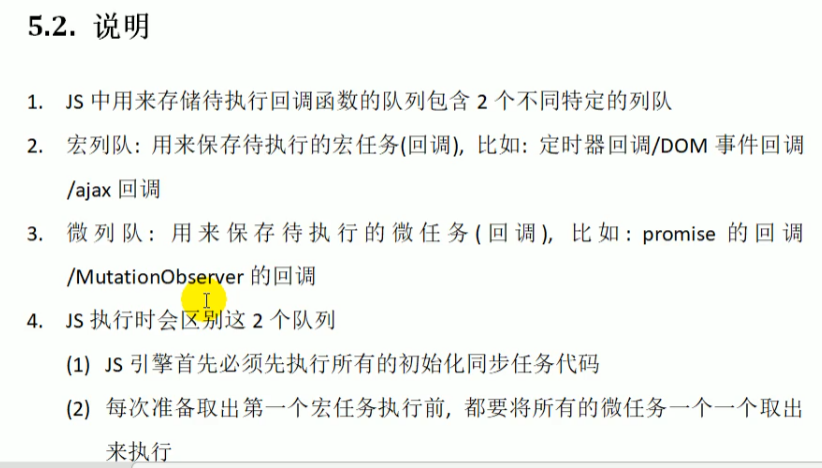 5.2. 说明
1. JS 中用来存储待执行回调函数的队列包含 2 个不同特定的列队
2. 宏列队: 用来保存待执行的宏任务(回调), 比如: 定时器回调/DOM 事件回调
/ajax 回调
3. 微列队: 用来保存待执行的微任务(回调), 比如: promise 的回调
/MutationObserver 的回调
4. JS 执行时会区别这 2 个队列
(1) JS 引擎首先必须先执行所有的初始化同步任务代码
(2) 每次准备取出第一个宏任务执行前, 都要将所有的微任务一个一个取出
来执行